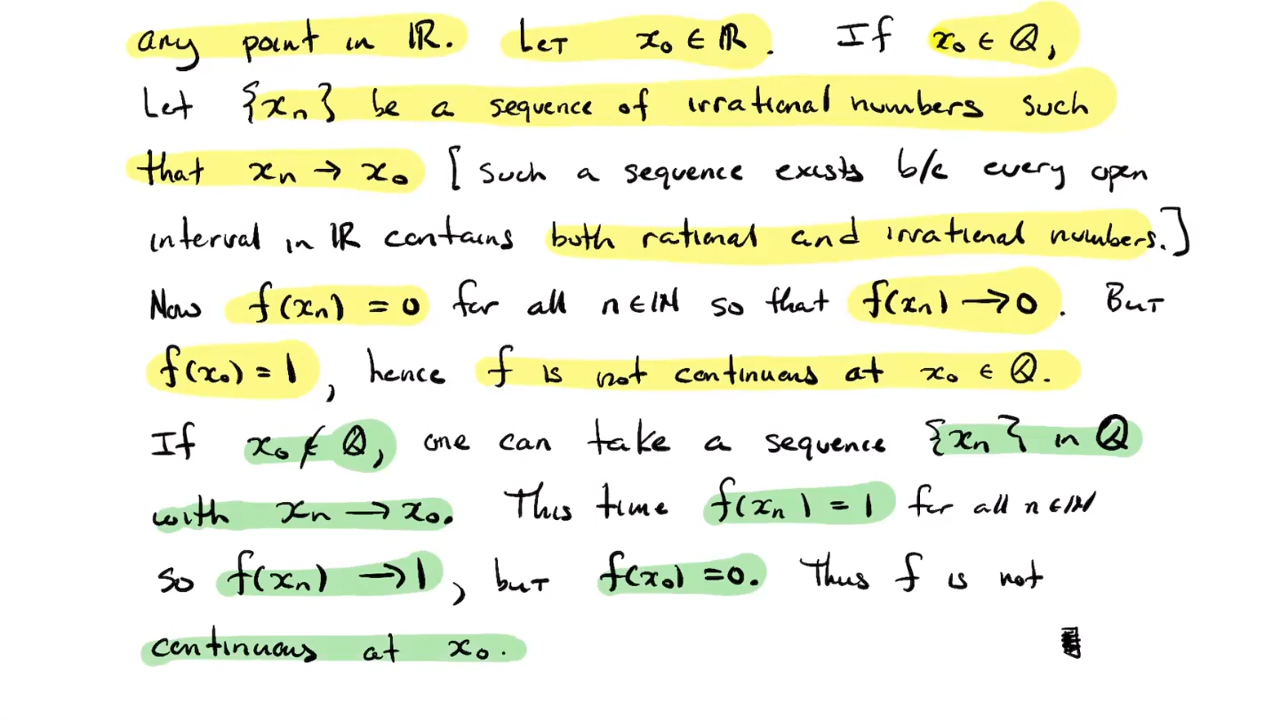 any point in ℝ. Let x₀ ∈ ℝ. If x₀ ∈ ℚ,
Let {xₙ} be a sequence of irrational numbers such
that xₙ → x₀ [such a sequence exists b/c every open
interval in ℝ contains both rational and irrational numbers.]
Now f(xₙ) = 0 for all n ∈ ℕ so that f(xₙ) → 0. But
f(x₀) = 1, hence f is not continuous at x₀ ∈ ℚ.
If x₀ ∉ ℚ, one can take a sequence {xₙ} in ℚ
with xₙ → x₀. This time f(xₙ) = 1 for all n ∈ ℕ
so f(xₙ) → 1, but f(x₀) = 0. Thus f is not
continuous at x₀.